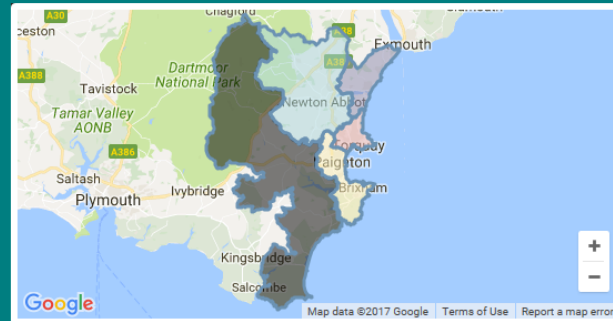 A30
Chagford
A38
Exmouth
A388
Dartmoor
National Park
A38
Tavistock
Newton Abbot
Tamar Valley
AONB
A386
Torquay
Saltash
Ivybridge
Paignton
Plymouth
Brixham
Kingsbridge
Salcombe
+
−
Google
Map data ©2017 Google
Terms of Use
Report a map error